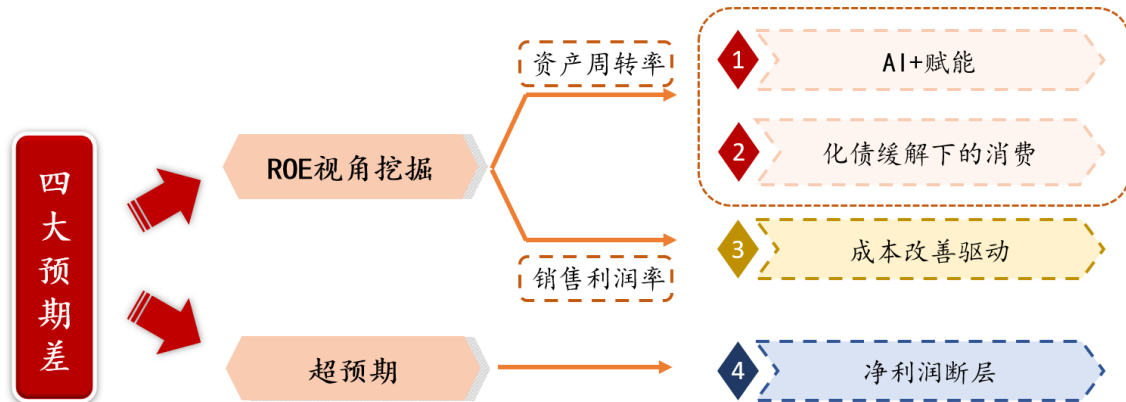 四大预期差
ROE视角挖掘
资产周转率
1
AI+赋能
2
化债缓解下的消费
销售利润率
3
成本改善驱动
超预期
4
净利润断层